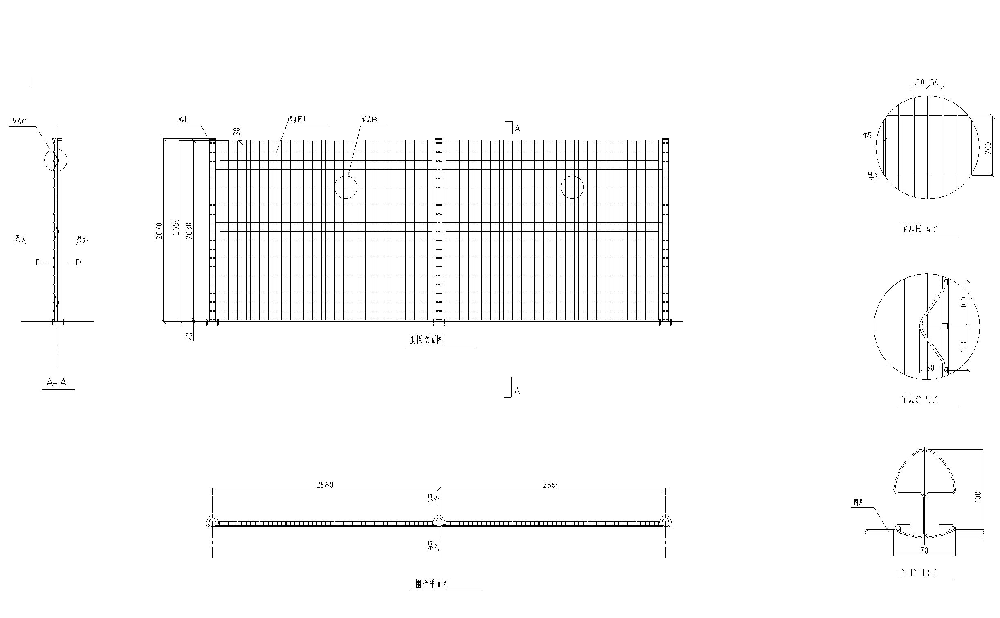 节点C
界内
界外
D
D
A-A
端柱
焊接网片
节点B
A
30
2070
2050
2030
20
围栏立面图
A
2560
2560
界外
界内
围栏平面图
50
50
Φ5
200
Φ5
节点B 4:1
100
100
50
节点C 5:1
网片
100
70
D-D 10:1